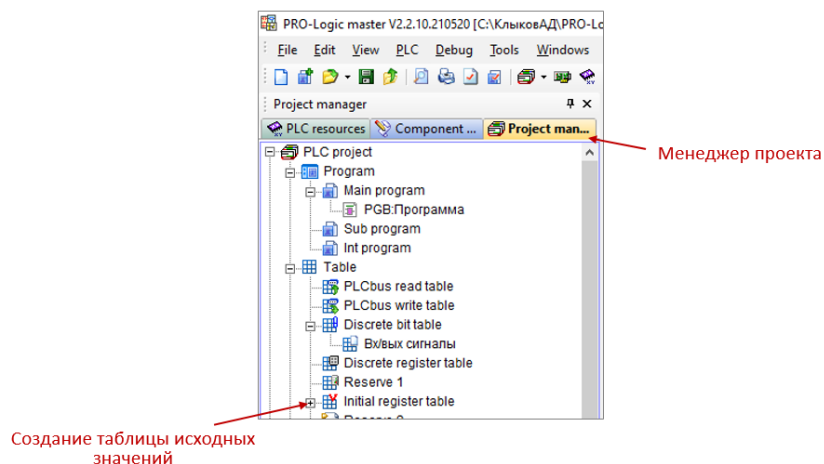 PRO-Logic master V2.2.10.210520 [C:\КлыковАД\PRO-Lo
File Edit View PLC Debug Tools Windows
Project manager
PLC resources Component ... Project man...
Менеджер проекта
PLC project
Program
Main program
PGB:Программа
Sub program
Int program
Table
PLCbus read table
PLCbus write table
Discrete bit table
Вх/вых сигналы
Discrete register table
Reserve 1
Initial register table
Создание таблицы исходных
значений